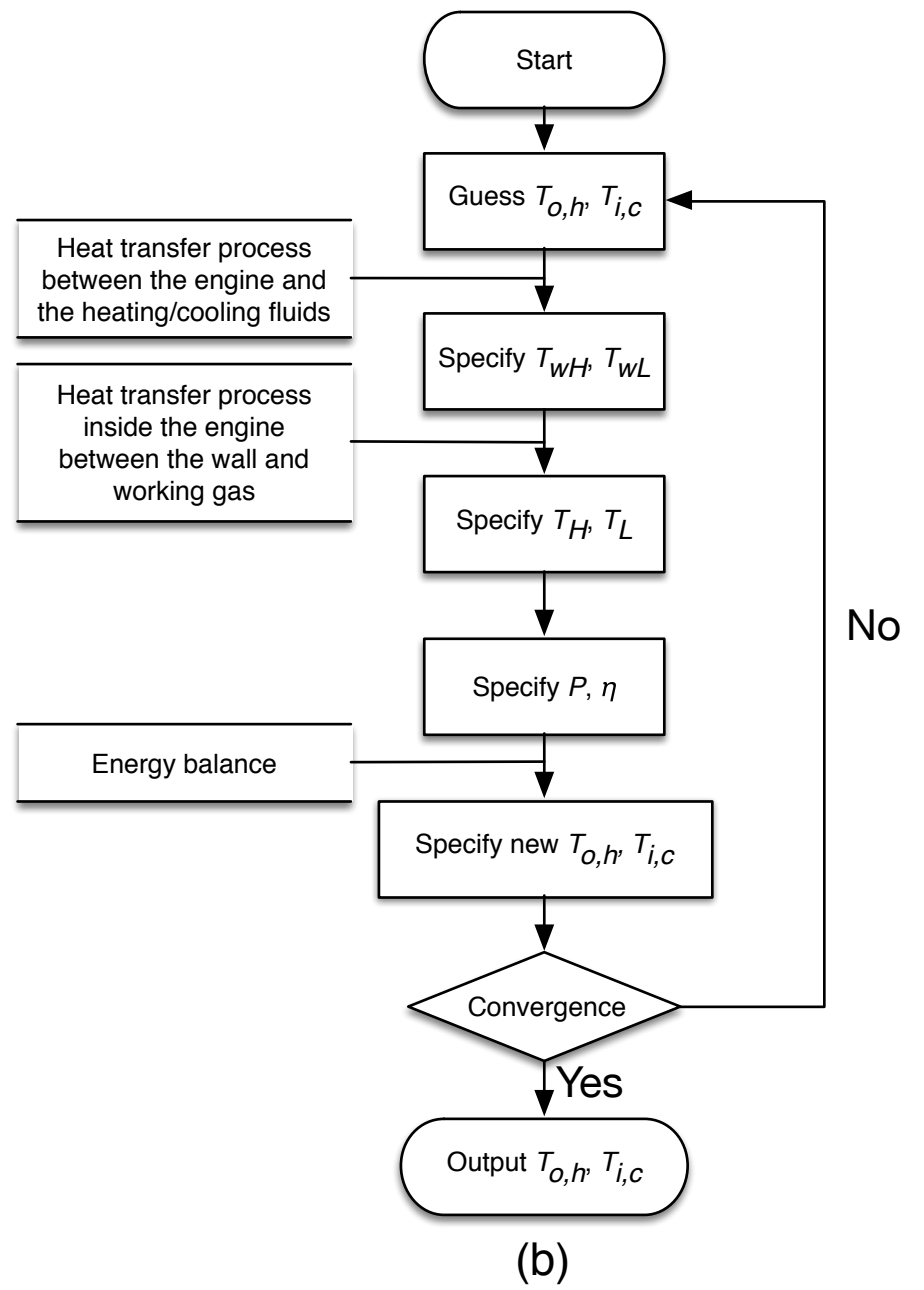 Start
Guess T_{o,h}, T_{i,c}
Heat transfer process
between the engine and
the heating/cooling fluids
Specify T_{wH}, T_{wL}
Heat transfer process
inside the engine
between the wall and
working gas
Specify T_H, T_L
No
Specify P, η
Energy balance
Specify new T_{o,h}, T_{i,c}
Convergence
Yes
Output T_{o,h}, T_{i,c}
(b)